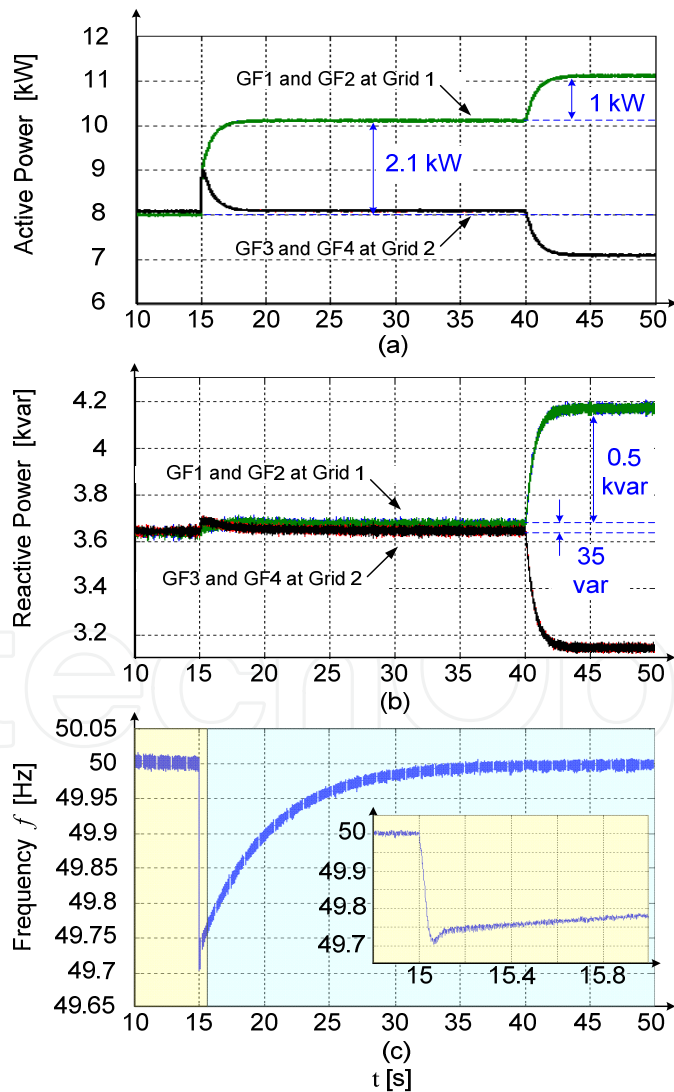 12
11
10
9
8
7
6
Active Power [kW]
GF1 and GF2 at Grid 1
1 kW
2.1 kW
GF3 and GF4 at Grid 2
10 15 20 25 30 35 40 45 50
(a)
4.2
4
3.8
3.6
3.4
3.2
Reactive Power [kvar]
GF1 and GF2 at Grid 1
0.5
kvar
GF3 and GF4 at Grid 2
35
var
10 15 20 25 30 35 40 45 50
(b)
50.05
50
49.95
49.9
49.85
49.8
49.75
49.7
49.65
Frequency f [Hz]
50
49.9
49.8
49.7
15 15.4 15.8
10 15 20 25 30 35 40 45 50
(c)
t [s]